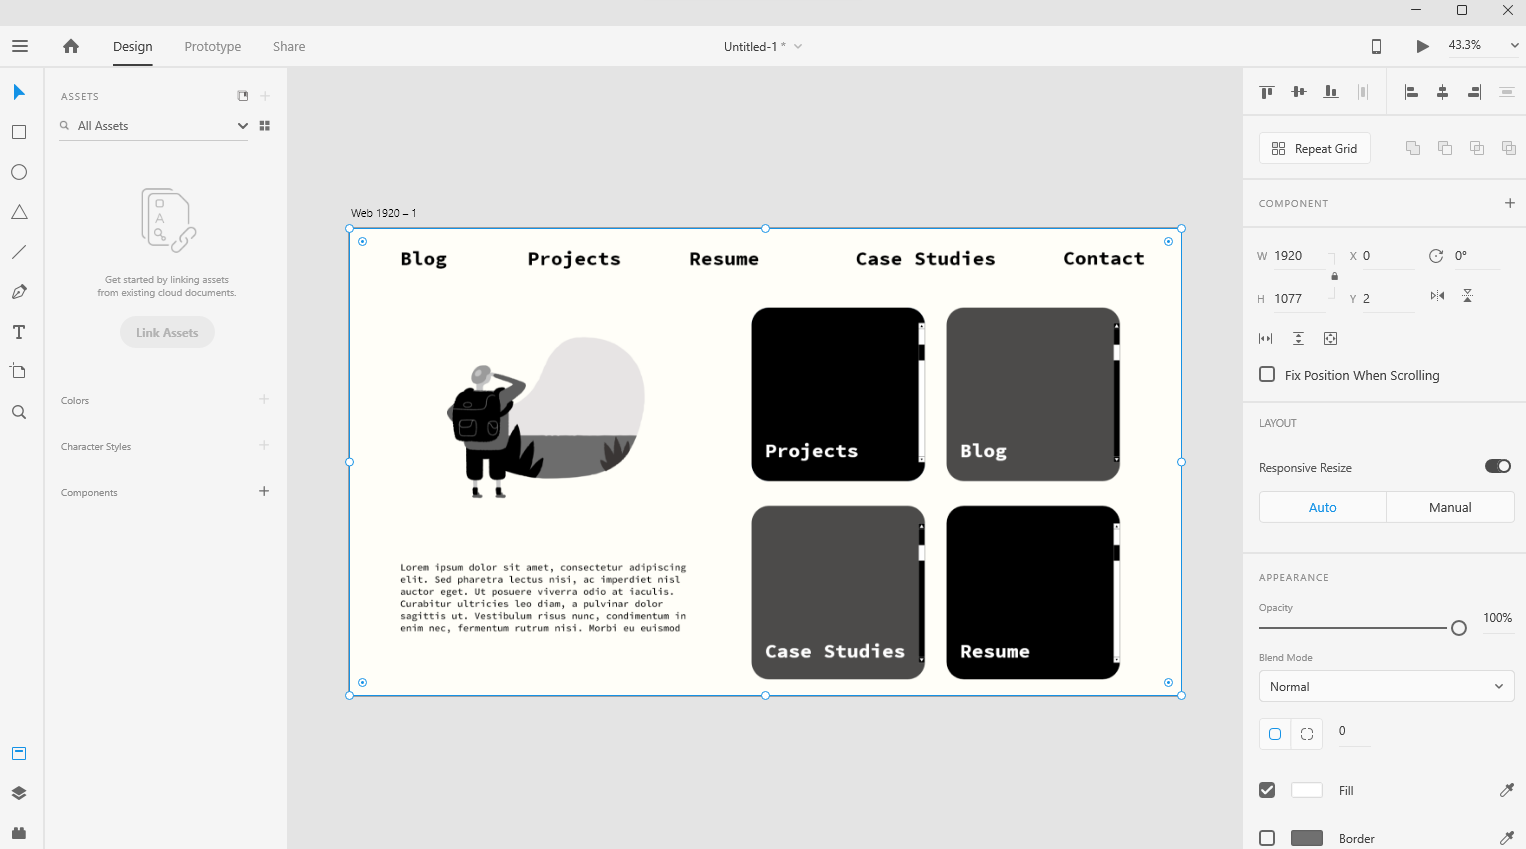 Design
Prototype
Share
Untitled-1 *
43.3%
ASSETS
All Assets
Get started by linking assets
from existing cloud documents.
Link Assets
Colors
Character Styles
Components
Web 1920 – 1
Blog
Projects
Resume
Case Studies
Contact
Projects
Blog
Case Studies
Resume
Lorem ipsum dolor sit amet, consectetur adipiscing
elit. Sed pharetra lectus nisi, ac imperdiet nisl
auctor eget. Ut posuere viverra odio at iaculis.
Curabitur ultricies leo diam, a pulvinar dolor
sagittis ut. Vestibulum risus nunc, condimentum in
enim nec, fermentum rutrum nisi. Morbi eu euismod
Repeat Grid
COMPONENT
W 1920
X 0
0°
H 1077
Y 2
Fix Position When Scrolling
LAYOUT
Responsive Resize
Auto
Manual
APPEARANCE
Opacity
100%
Blend Mode
Normal
0
Fill
Border